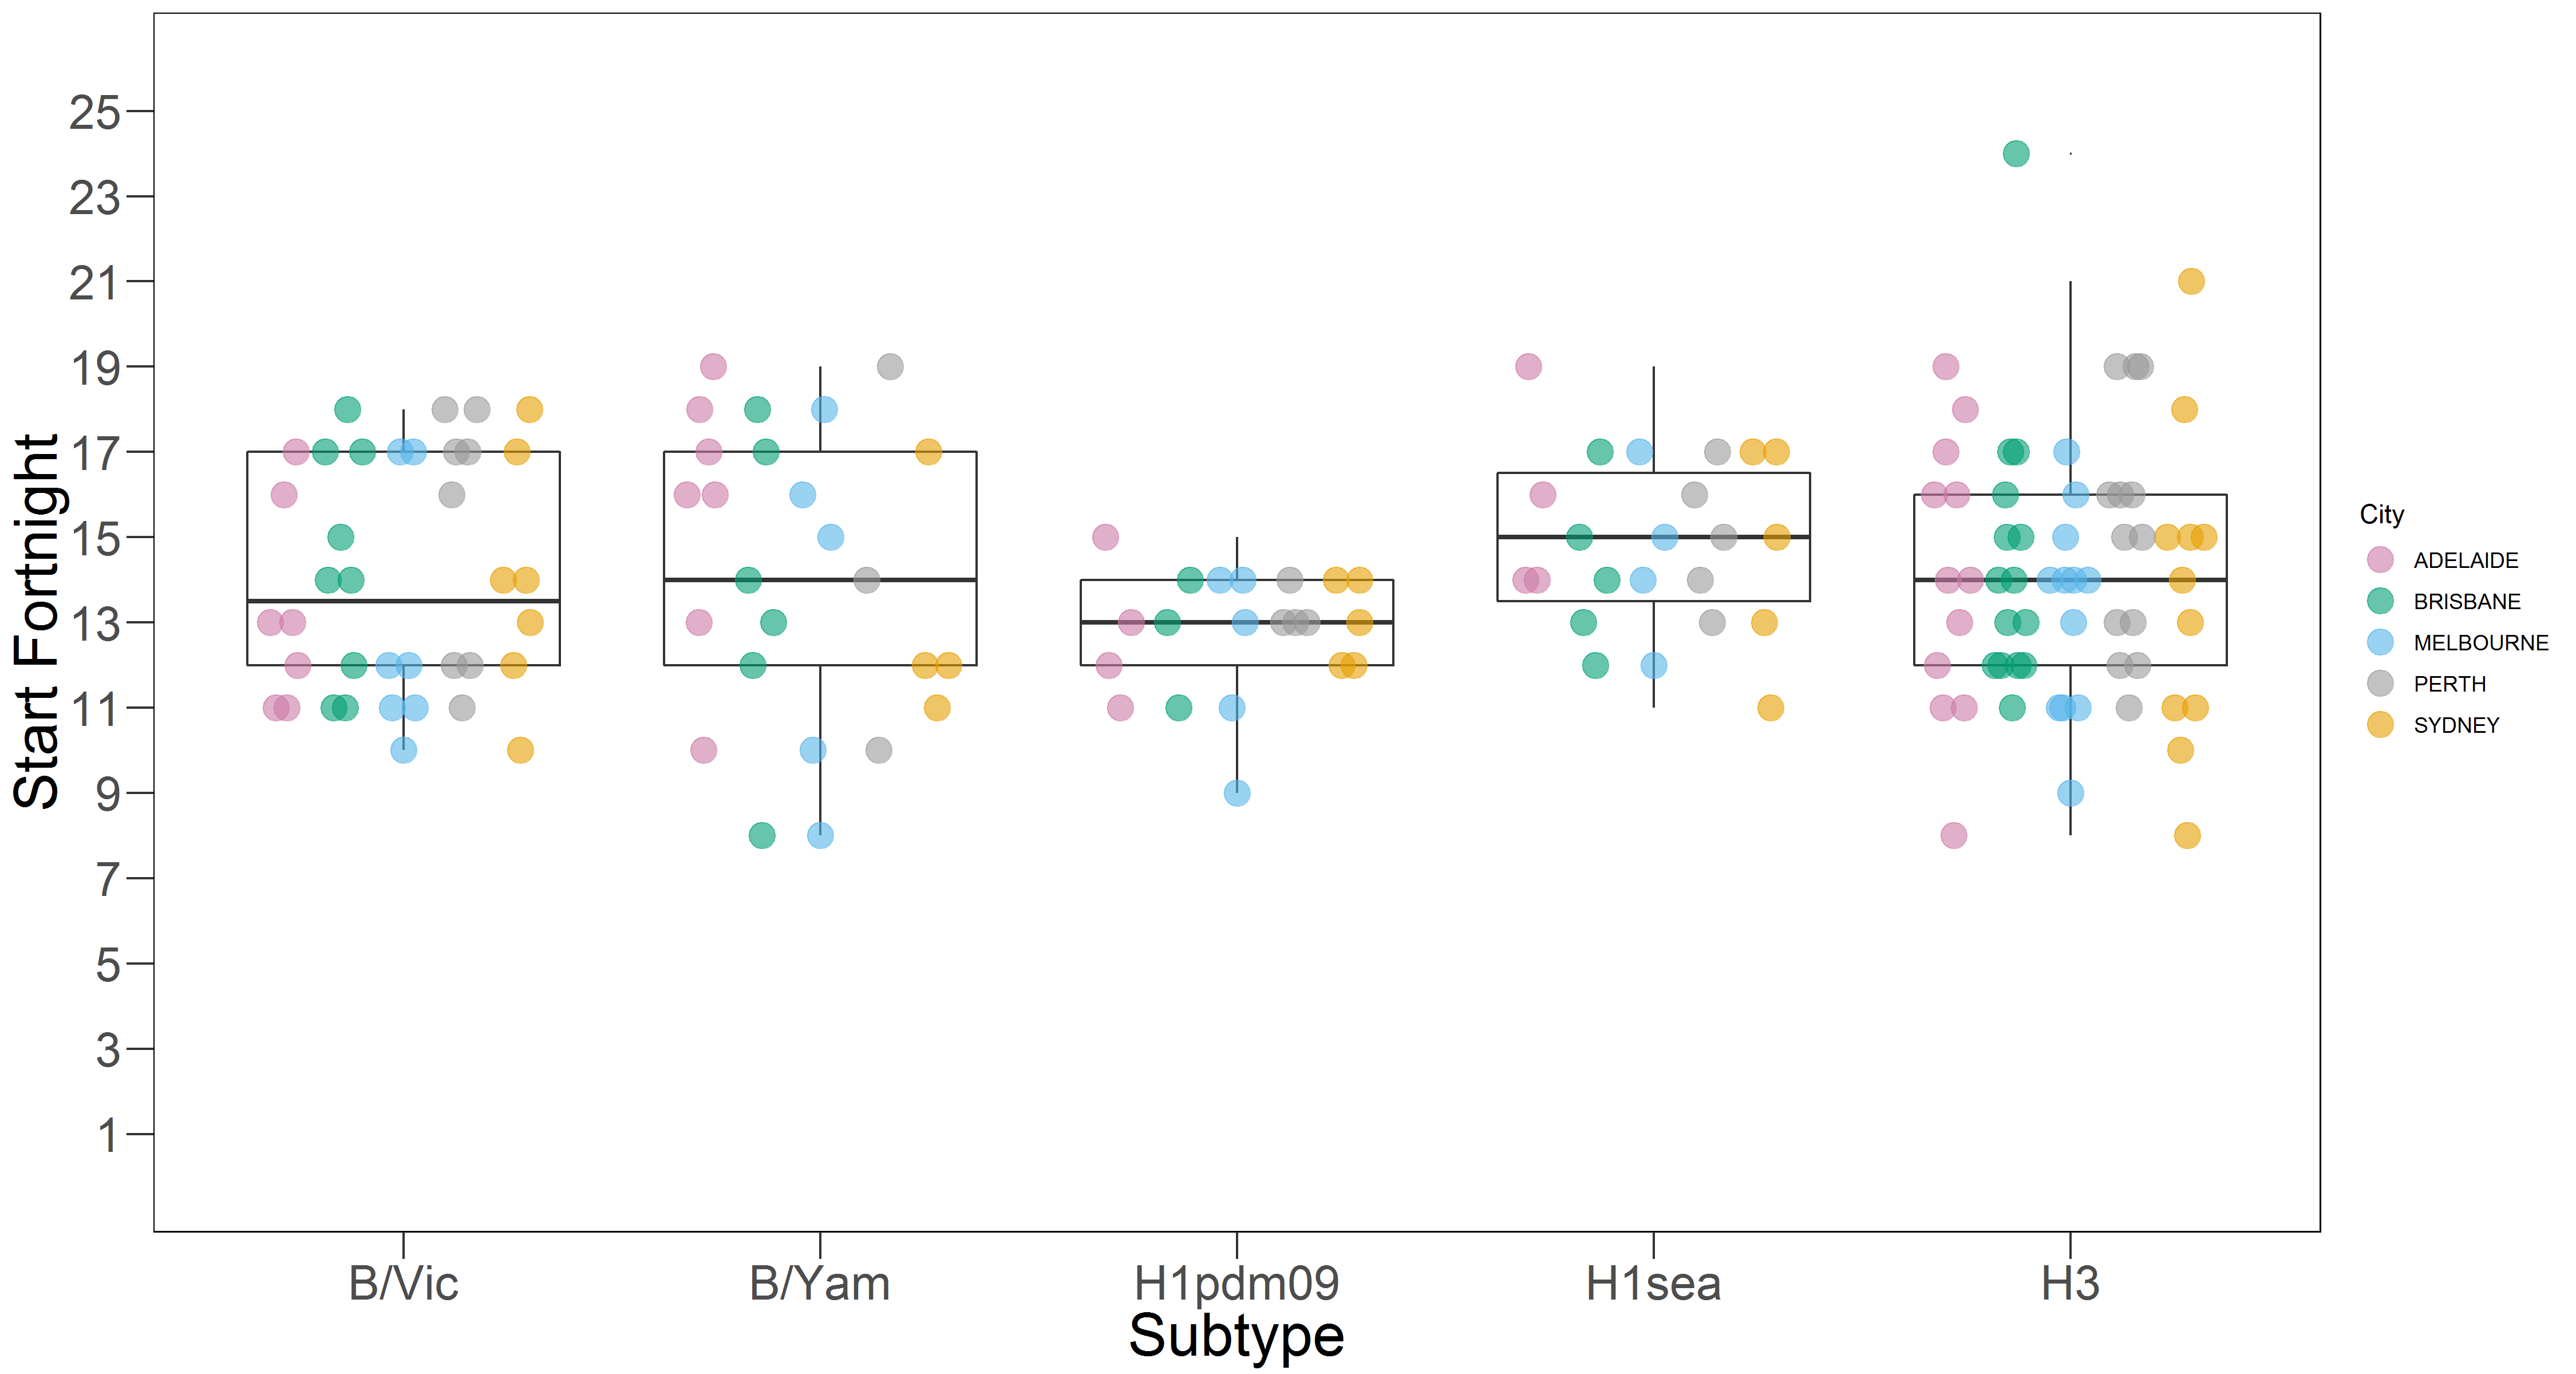 Start Fortnight
25
23
21
19
17
15
13
11
9
7
5
3
1
B/Vic B/Yam H1pdm09 H1sea H3
Subtype
City
ADELAIDE
BRISBANE
MELBOURNE
PERTH
SYDNEY